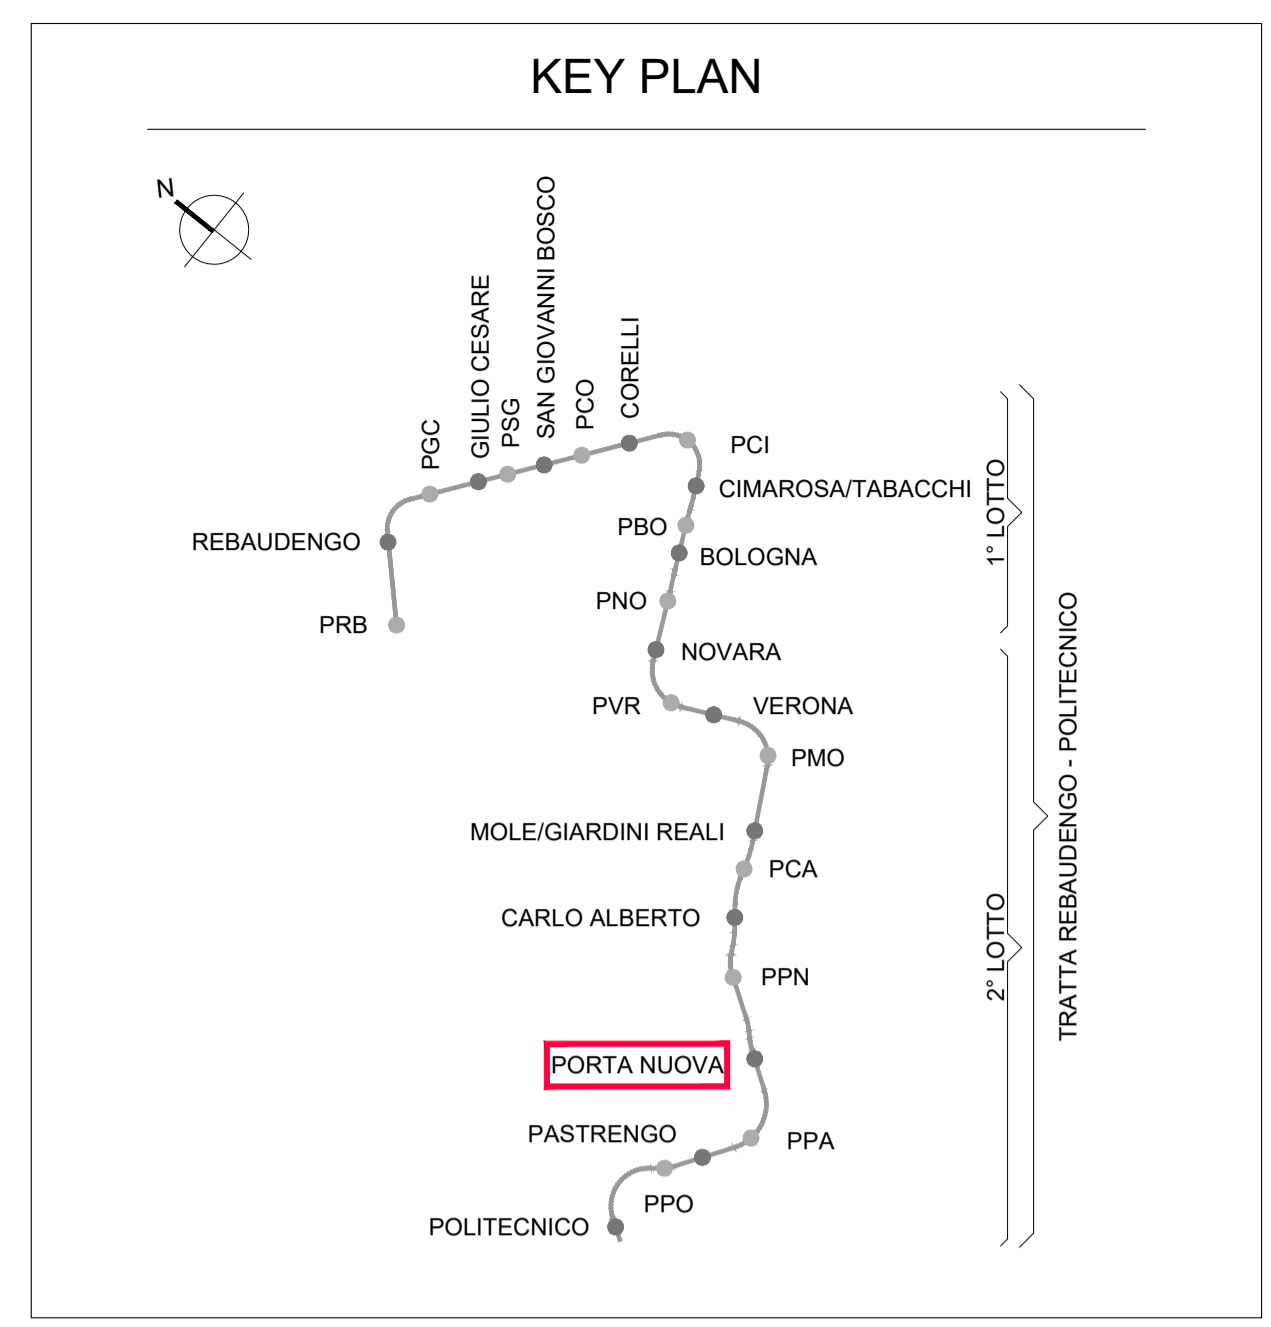 KEY PLAN
N
PGC
GIULIO CESARE
PSG
SAN GIOVANNI BOSCO
PCO
CORELLI
PCI
CIMAROSA/TABACCHI
PBO
REBAUDENGO
BOLOGNA
PNO
PRB
NOVARA
PVR
VERONA
PMO
MOLE/GIARDINI REALI
PCA
CARLO ALBERTO
PPN
PORTA NUOVA
PASTRENGO
PPA
PPO
POLITECNICO
1° LOTTO
2° LOTTO
TRATTA REBAUDENGO - POLITECNICO